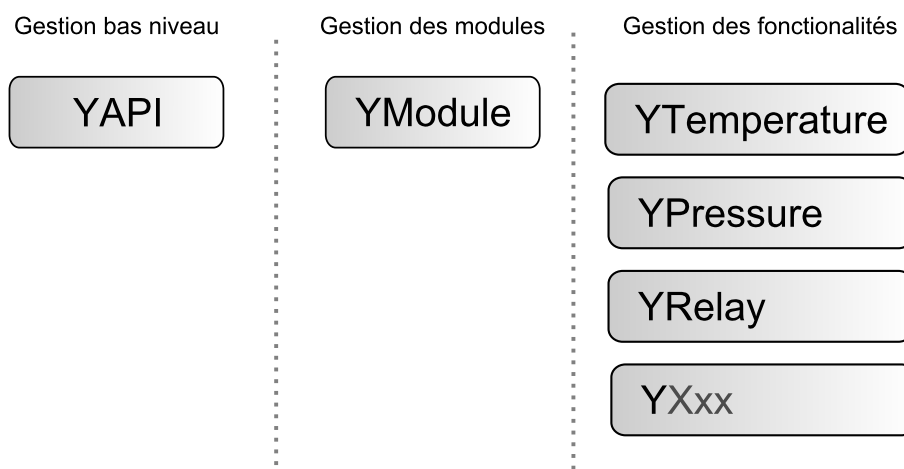 Gestion bas niveau
Gestion des modules
Gestion des fonctionalités
YAPI
YModule
YTemperature
YPressure
YRelay
YXxx